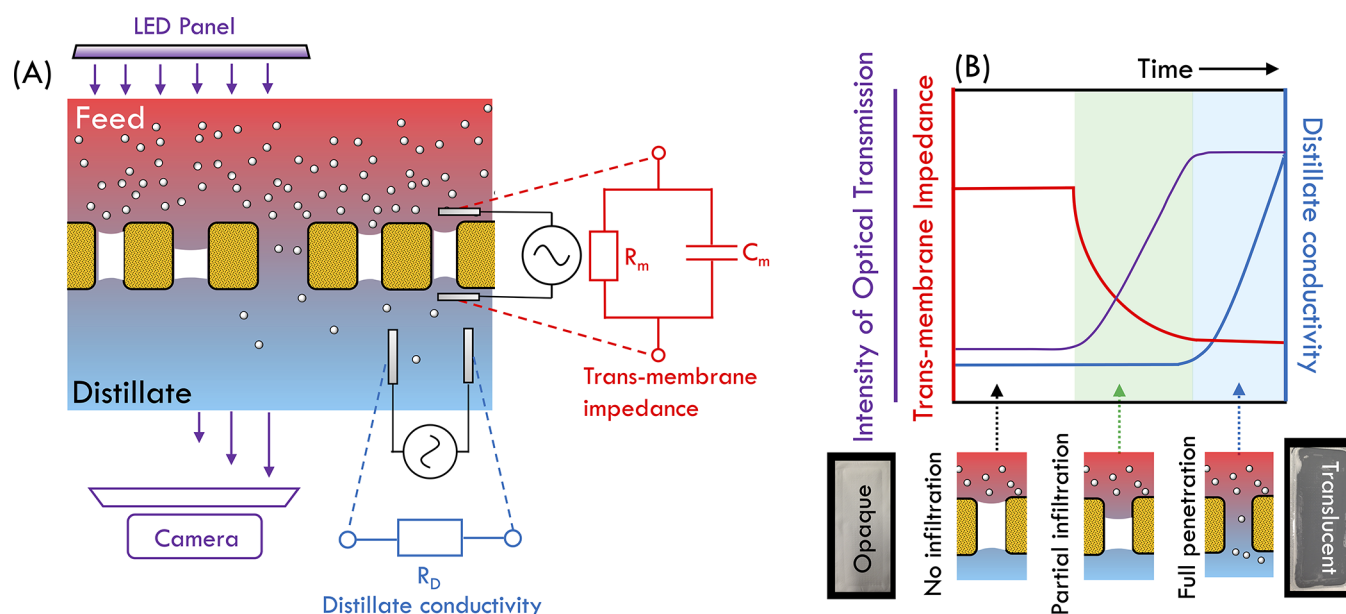 LED Panel
(A)
Feed
Distillate
Camera
Rₘ
Cₘ
Trans-membrane
impedance
R_D
Distillate conductivity
(B)
Time
Intensity of Optical Transmission
Trans-membrane Impedance
Distillate conductivity
Opaque
No infiltration
Partial infiltration
Full penetration
Translucent